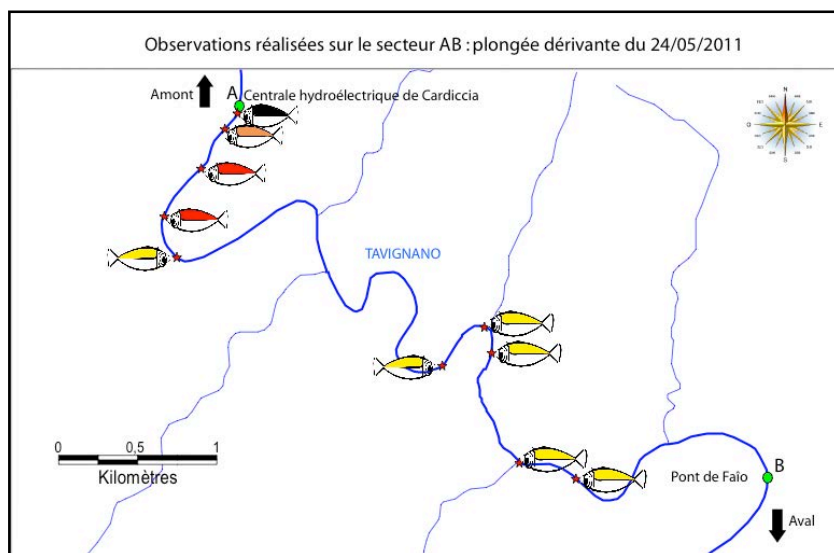 Observations réalisées sur le secteur AB : plongée dérivante du 24/05/2011
Amont
A
Centrale hydroélectrique de Cardiccia
N
O
E
S
TAVIGNANO
0
0,5
1
Kilomètres
Pont de Faïo
B
Aval